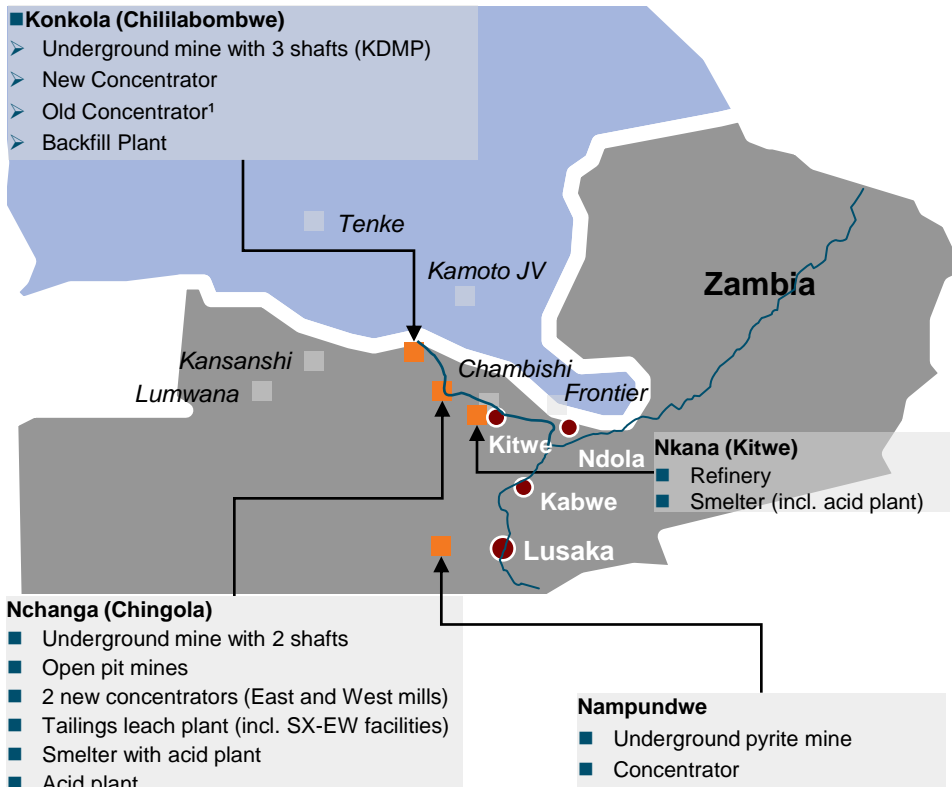 Konkola (Chililabombwe)
Underground mine with 3 shafts (KDMP)
New Concentrator
Old Concentrator¹
Backfill Plant
Tenke
Kamoto JV
Zambia
Kansanshi
Chambishi
Lumwana
Frontier
Kitwe
Ndola
Nkana (Kitwe)
Refinery
Smelter (incl. acid plant)
Kabwe
Lusaka
Nchanga (Chingola)
Underground mine with 2 shafts
Open pit mines
2 new concentrators (East and West mills)
Tailings leach plant (incl. SX-EW facilities)
Smelter with acid plant
Acid plant
Nampundwe
Underground pyrite mine
Concentrator